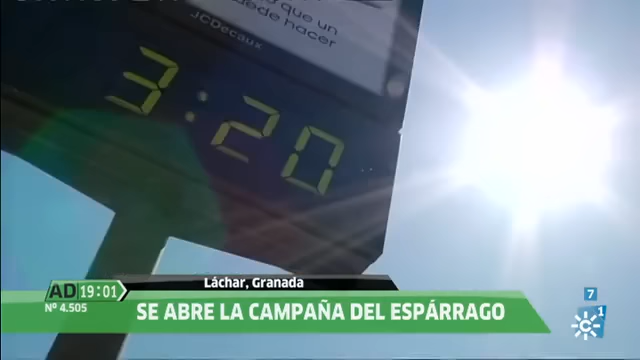 que un
puede hacer
JCDecaux
3:20
Láchar, Granada
AD 19:01
Nº 4.505
SE ABRE LA CAMPAÑA DEL ESPÁRRAGO
7
1